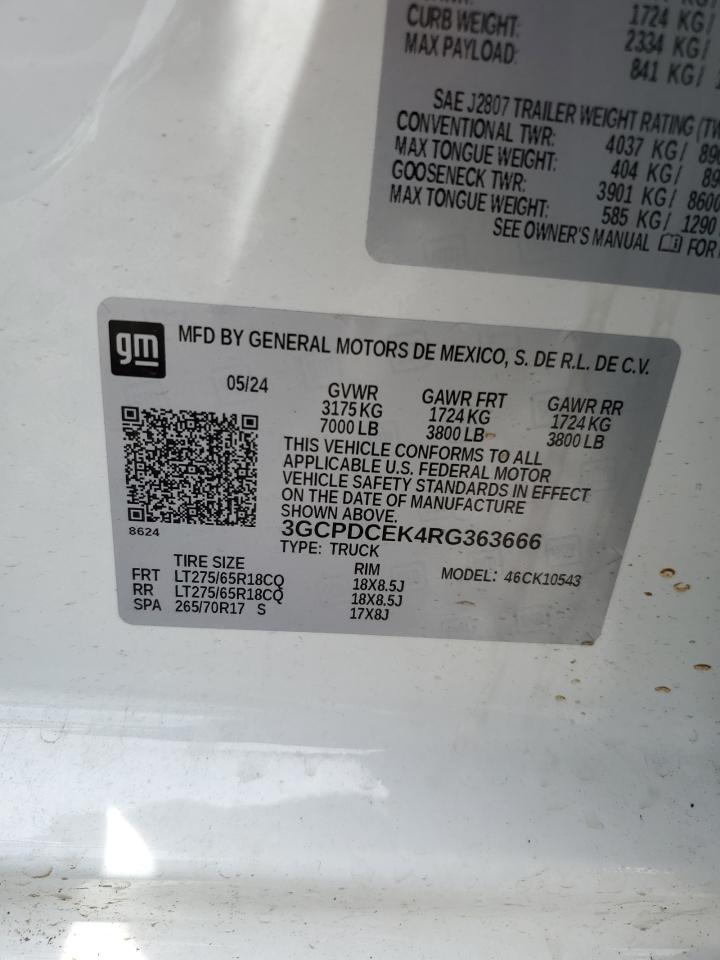 CURB WEIGHT:
MAX PAYLOAD:
1724 KG/
2334 KG/
841 KG/
SAE J2807 TRAILER WEIGHT RATING
CONVENTIONAL TWR: 4037 KG/
MAX TONGUE WEIGHT: 404 KG/
GOOSENECK TWR: 3901 KG/ 8600
MAX TONGUE WEIGHT: 585 KG/ 1290
SEE OWNER'S MANUAL FOR
gm
MFD BY GENERAL MOTORS DE MEXICO, S. DE R.L. DE C.V.
05/24 GVWR GAWR FRT GAWR RR
3175 KG 1724 KG 1724 KG
7000 LB 3800 LB 3800 LB
THIS VEHICLE CONFORMS TO ALL
APPLICABLE U.S. FEDERAL MOTOR
VEHICLE SAFETY STANDARDS IN EFFECT
ON THE DATE OF MANUFACTURE
SHOWN ABOVE.
8624
3GCPDCEK4RG363666
TYPE: TRUCK
TIRE SIZE RIM MODEL: 46CK10543
FRT LT275/65R18CQ 18X8.5J
RR LT275/65R18CQ 18X8.5J
SPA 265/70R17 S 17X8J